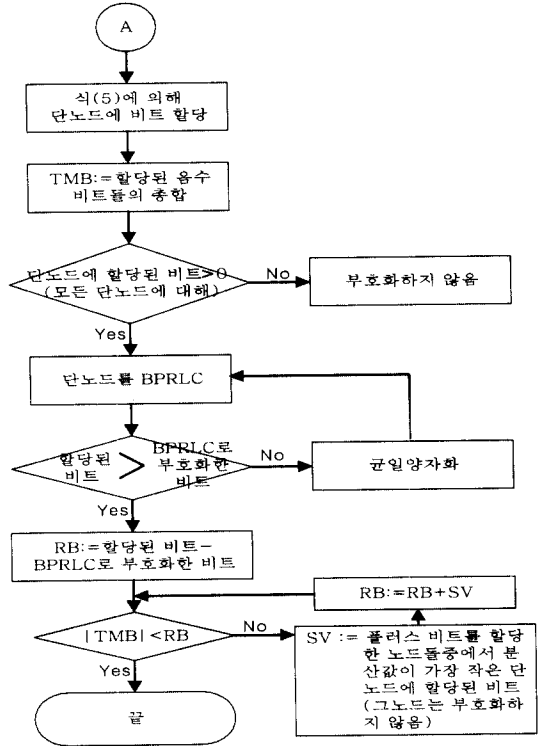 A
식(5)에 의해
단노드에 비트 할당
TMB:=할당된 음수
비트들의 총합
단노드에 할당된 비트>0
(모든 단노드에 대해)
No
부호화하지 않음
Yes
단노드를 BPRLC
할당된
비트
>
BPRLC로
부호화한
비트
No
균일양자화
Yes
RB:=할당된 비트-
BPRLC로 부호화한 비트
RB:=RB+SV
|TMB|<RB
No
SV := 플러스 비트를 할당
한 노드들중에서 분
산값이 가장 작은 단
노드에 할당된 비트
(그노드는 부호화하
지 않음)
Yes
끝